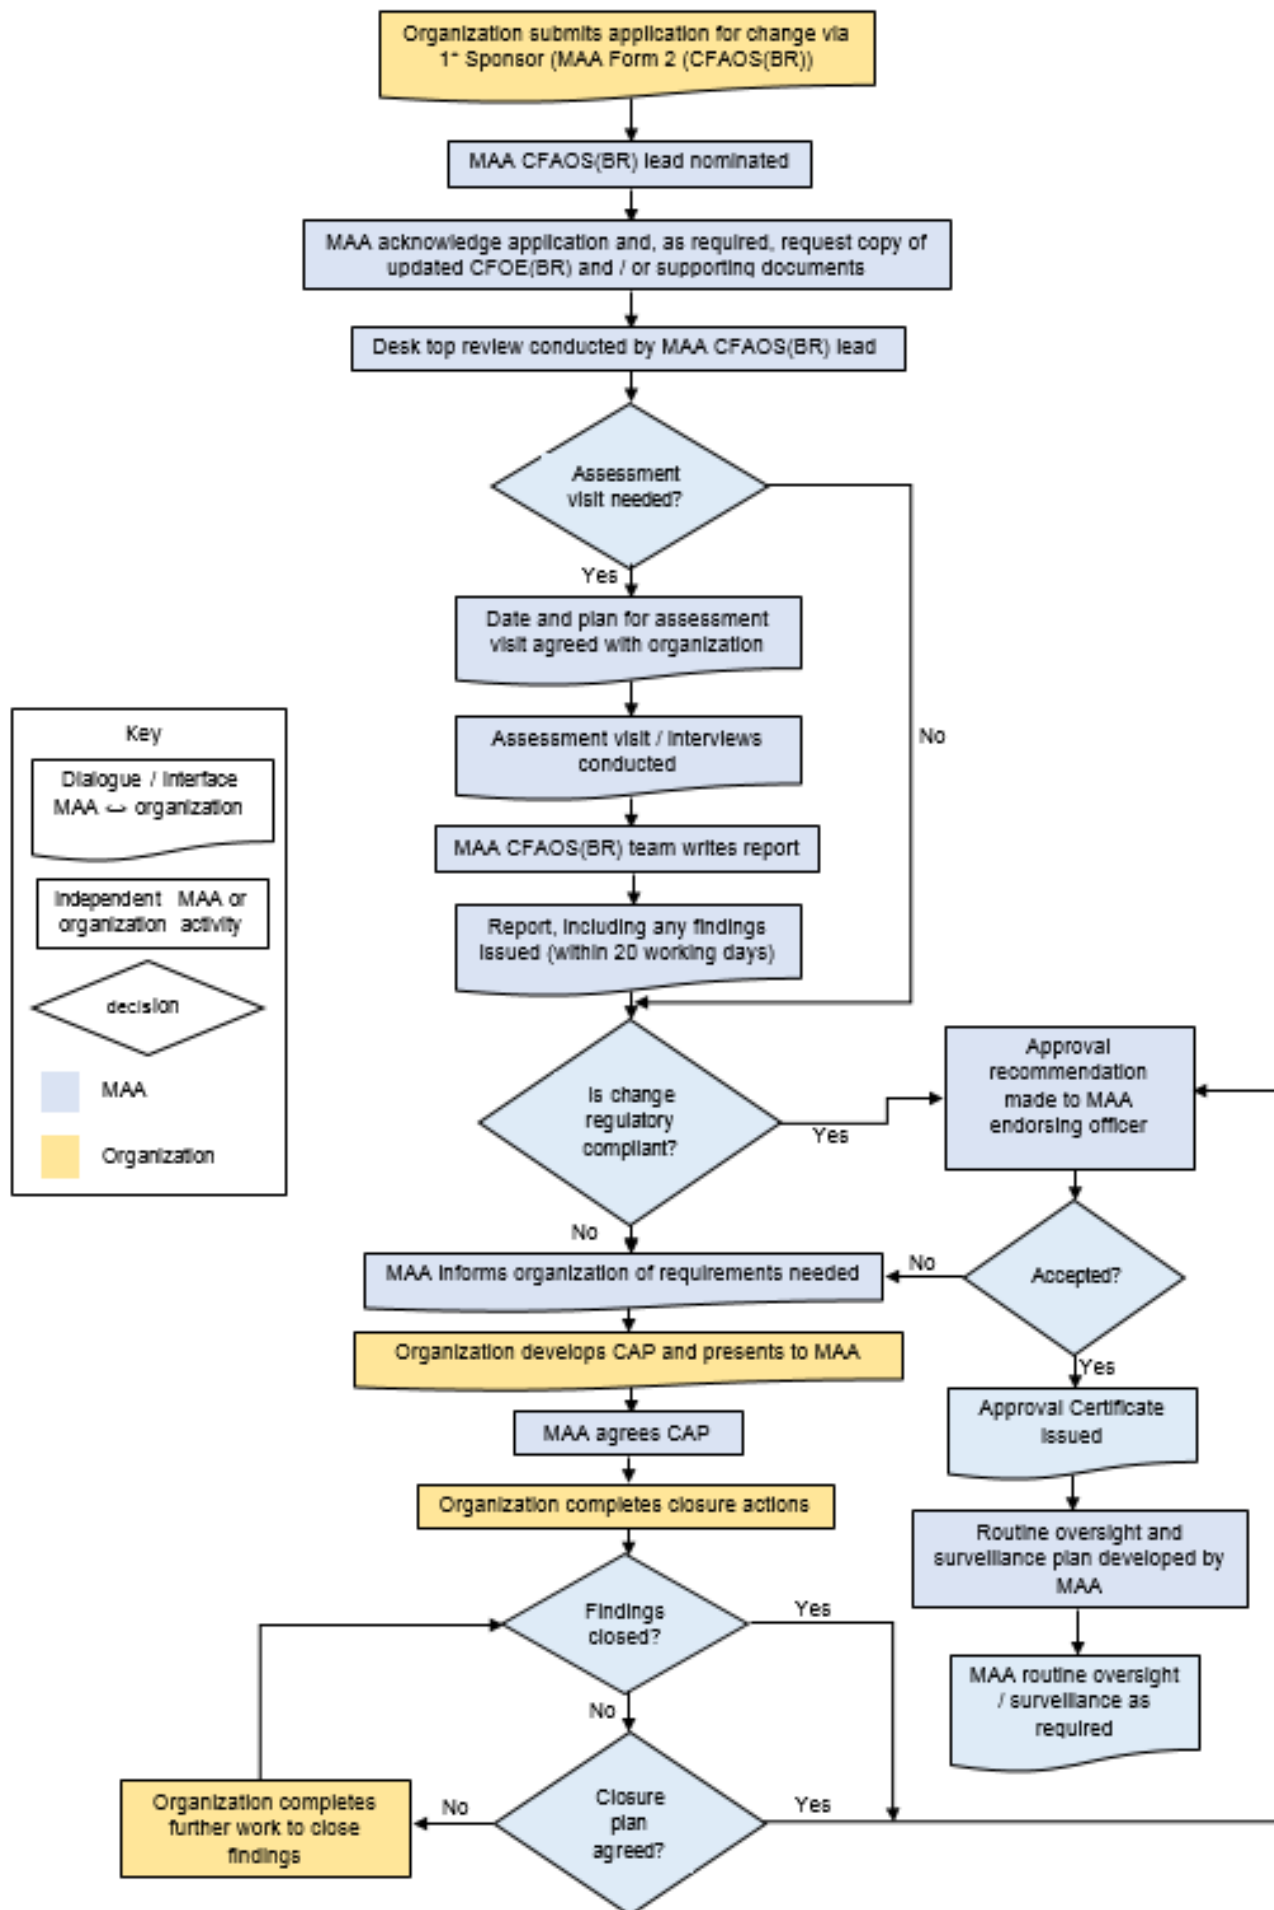 Organization submits application for change via
1* Sponsor (MAA Form 2 (CFAOS(BR))
MAA CFAOS(BR) lead nominated
MAA acknowledge application and, as required, request copy of
updated CFOE(BR) and / or supporting documents
Desk top review conducted by MAA CFAOS(BR) lead
Assessment
visit needed?
Yes
No
Date and plan for assessment
visit agreed with organization
Assessment visit / interviews
conducted
MAA CFAOS(BR) team writes report
Report, including any findings
issued (within 20 working days)
Key
Dialogue / Interface
MAA ↔ organization
Independent MAA or
organization activity
decision
MAA
Organization
Is change
regulatory
compliant?
Yes
No
Approval
recommendation
made to MAA
endorsing officer
Accepted?
No
Yes
MAA informs organization of requirements needed
Organization develops CAP and presents to MAA
MAA agrees CAP
Organization completes closure actions
Approval Certificate
issued
Routine oversight and
surveillance plan developed by
MAA
MAA routine oversight
/ surveillance as
required
Findings
closed?
Yes
No
Closure
plan
agreed?
Yes
No
Organization completes
further work to close
findings